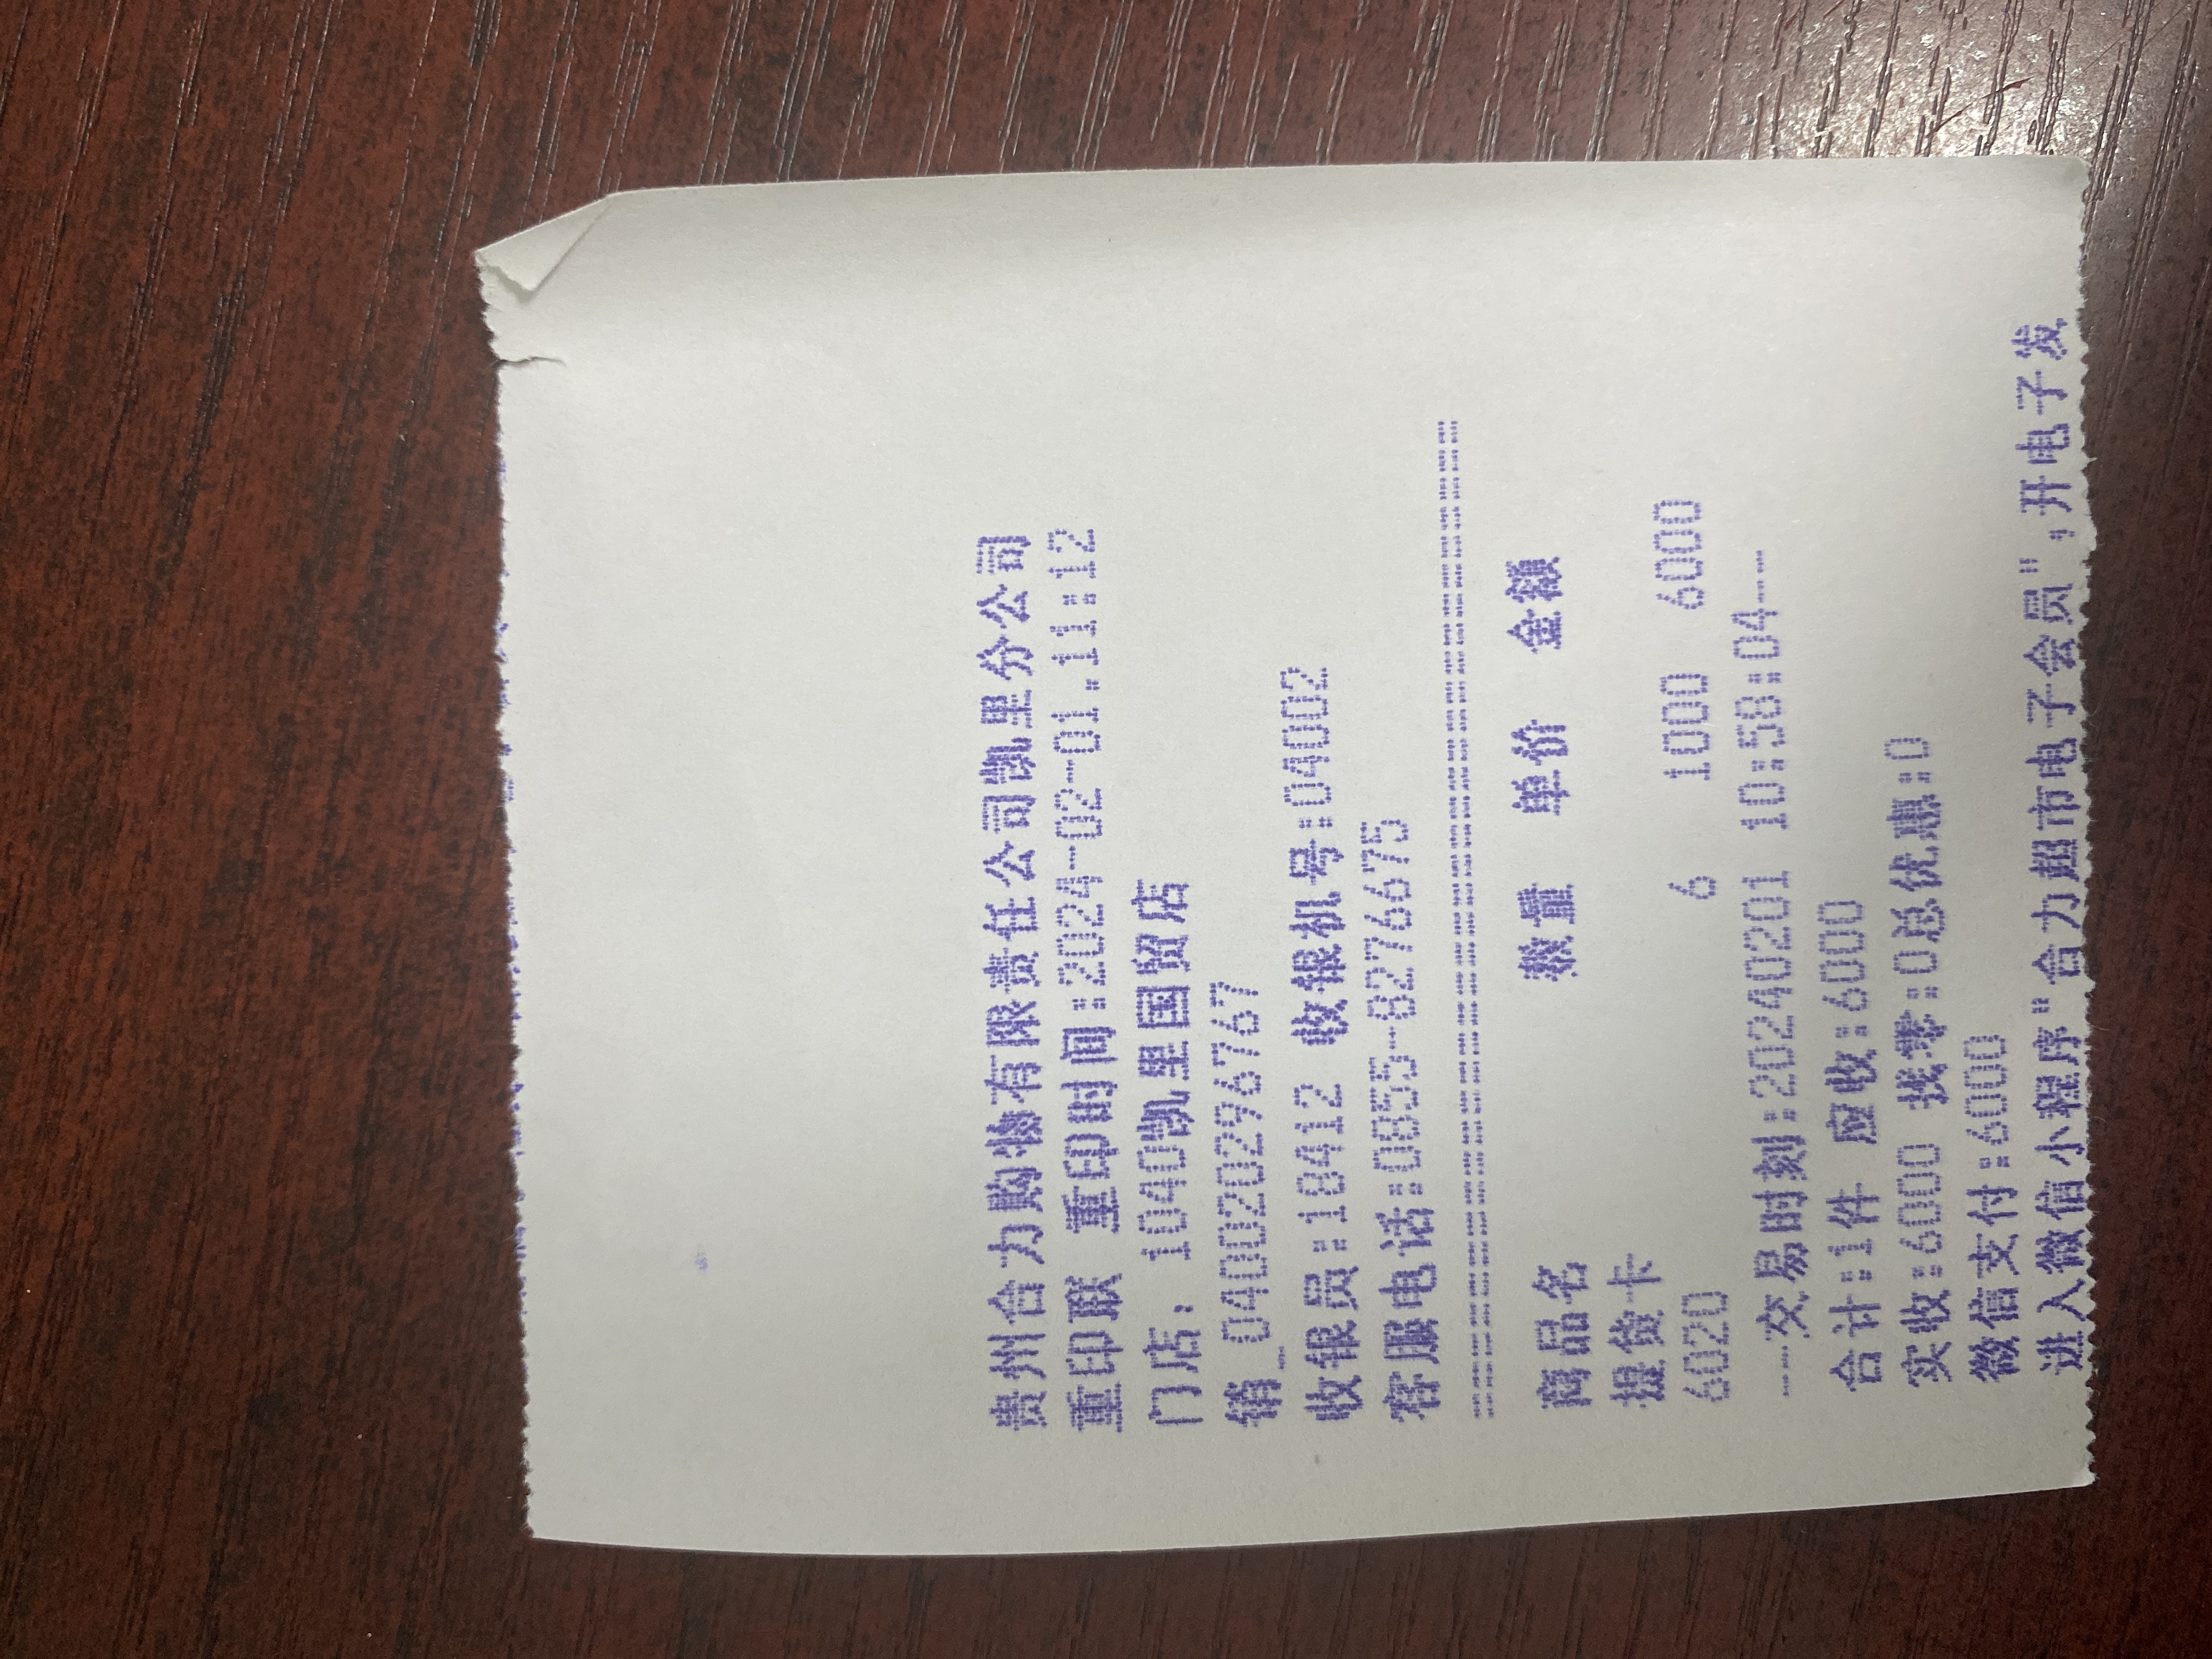 贵州合力购物有限责任公司凯里分公司
重印联 重印时间:2024-02-01.11:12
门店: 1040凯里国贸店
销_0400202296767
收银员:18412 收银机号:04002
客服电话:0855-8276675
================================================
商品名 数量 单价 金额
提货卡
6020 6 1000 6000
---交易时刻:20240201 10:58:04---
合计:1件 应收:6000
实收:6000 找零:0总优惠:0
微信支付:6000
进入微信小程序"合力超市电子会员",开电子发